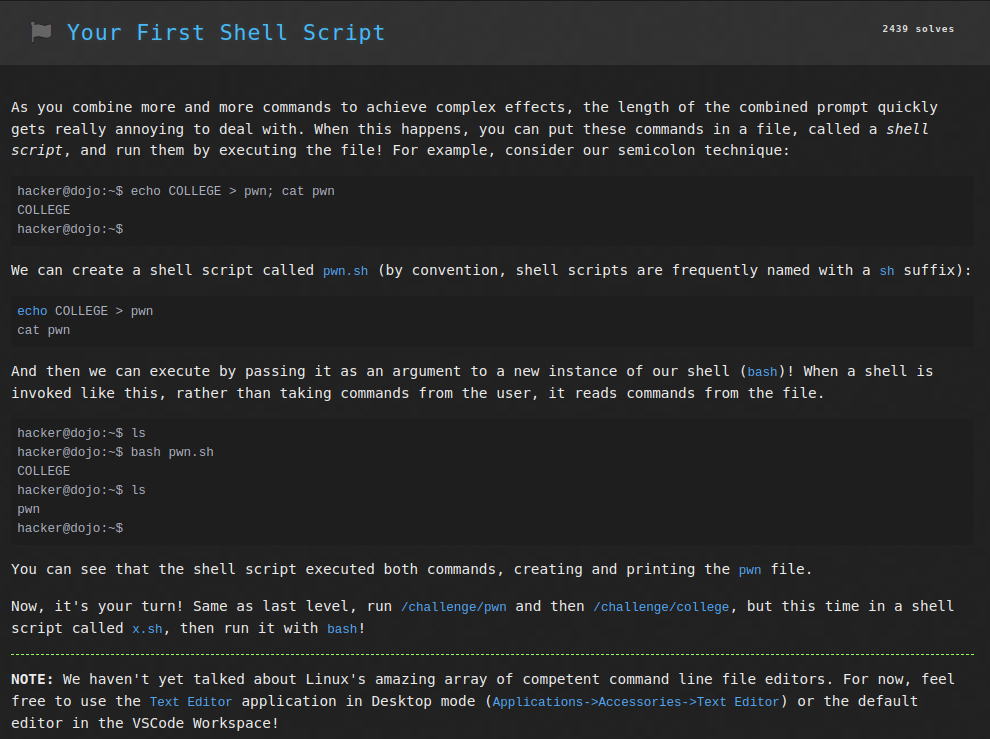 Your First Shell Script
2439 solves
As you combine more and more commands to achieve complex effects, the length of the combined prompt quickly
gets really annoying to deal with. When this happens, you can put these commands in a file, called a shell
script, and run them by executing the file! For example, consider our semicolon technique:
hacker@dojo:~$ echo COLLEGE > pwn; cat pwn
COLLEGE
hacker@dojo:~$
We can create a shell script called pwn.sh (by convention, shell scripts are frequently named with a sh suffix):
echo COLLEGE > pwn
cat pwn
And then we can execute by passing it as an argument to a new instance of our shell (bash)! When a shell is
invoked like this, rather than taking commands from the user, it reads commands from the file.
hacker@dojo:~$ ls
hacker@dojo:~$ bash pwn.sh
COLLEGE
hacker@dojo:~$ ls
pwn
hacker@dojo:~$
You can see that the shell script executed both commands, creating and printing the pwn file.
Now, it's your turn! Same as last level, run /challenge/pwn and then /challenge/college, but this time in a shell
script called x.sh, then run it with bash!
NOTE: We haven't yet talked about Linux's amazing array of competent command line file editors. For now, feel
free to use the Text Editor application in Desktop mode (Applications->Accessories->Text Editor) or the default
editor in the VSCode Workspace!